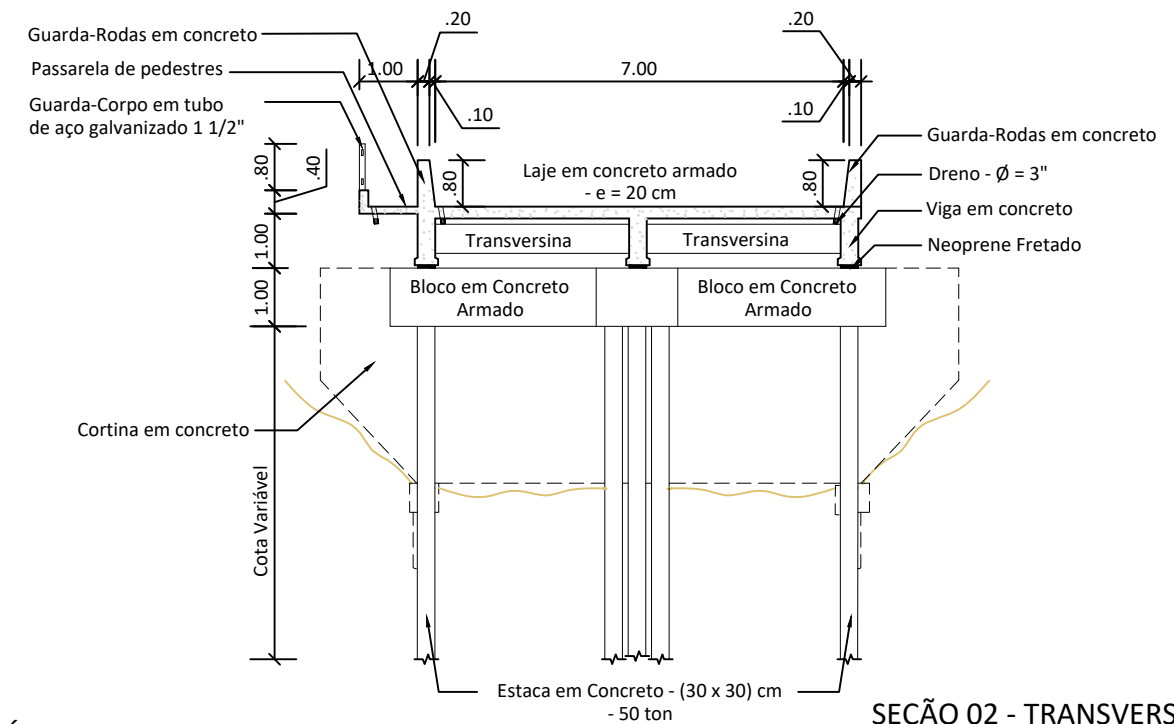 .20
.20
Guarda-Rodas em concreto
Passarela de pedestres
1.00
7.00
Guarda-Corpo em tubo
de aço galvanizado 1 1/2"
.10
.10
Guarda-Rodas em concreto
.80
.40
.80
Laje em concreto armado
- e = 20 cm
.80
Dreno - Ø = 3"
Viga em concreto
1.00
Transversina
Transversina
Neoprene Fretado
1.00
Bloco em Concreto
Armado
Bloco em Concreto
Armado
Cortina em concreto
Cota Variável
Estaca em Concreto - (30 x 30) cm
- 50 ton
SEÇÃO 02 - TRANSVERS